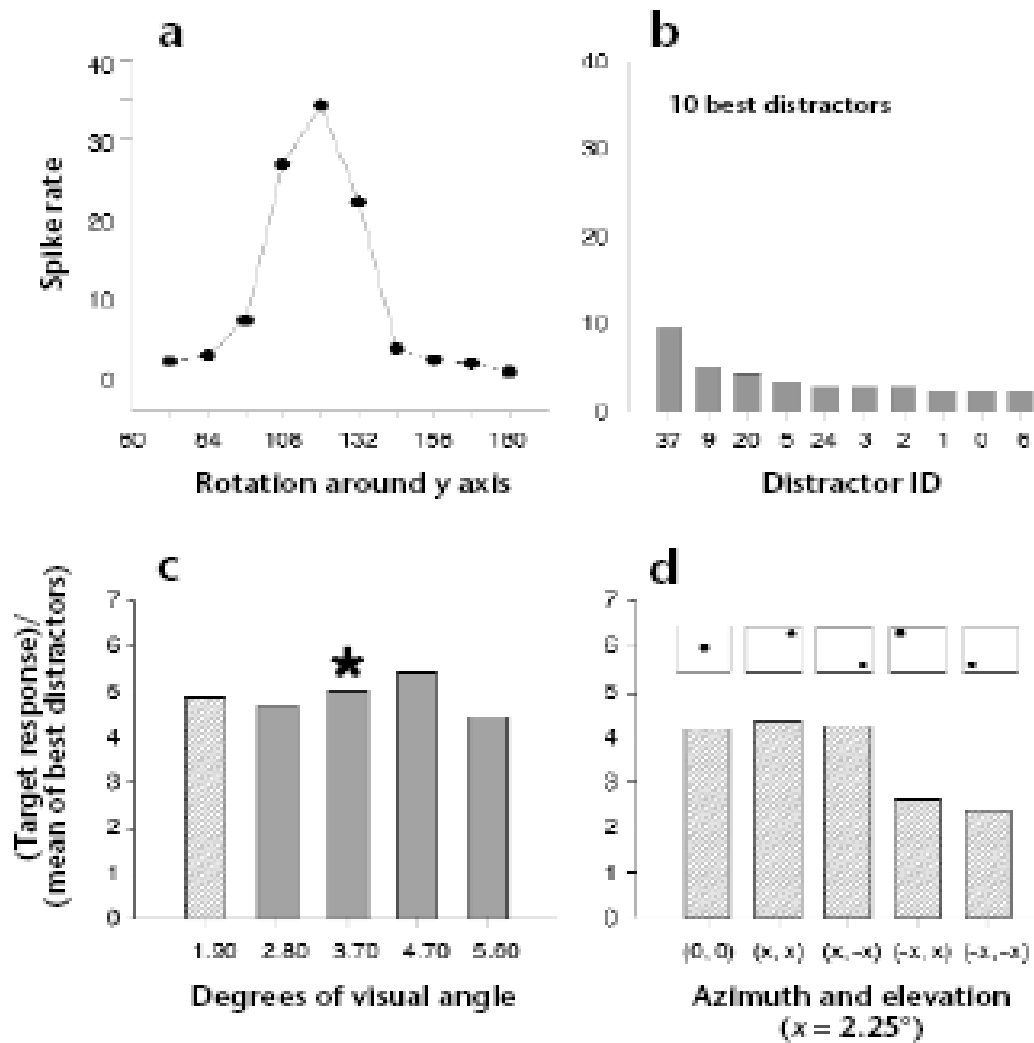 a
40
30
20
10
0
Spike rate
60 84 108 132 156 180
Rotation around y axis
b
40
30
20
10
0
10 best distractors
37 9 20 5 24 3 2 1 0 6
Distractor ID
c
7
6
5
4
3
2
1
0
(Target response)/
(mean of best distractors)
★
1.90 2.80 3.70 4.70 5.60
Degrees of visual angle
d
7
6
5
4
3
2
1
0
(0, 0) (x, x) (x, -x) (-x, x) (-x, -x)
Azimuth and elevation
(x = 2.25°)